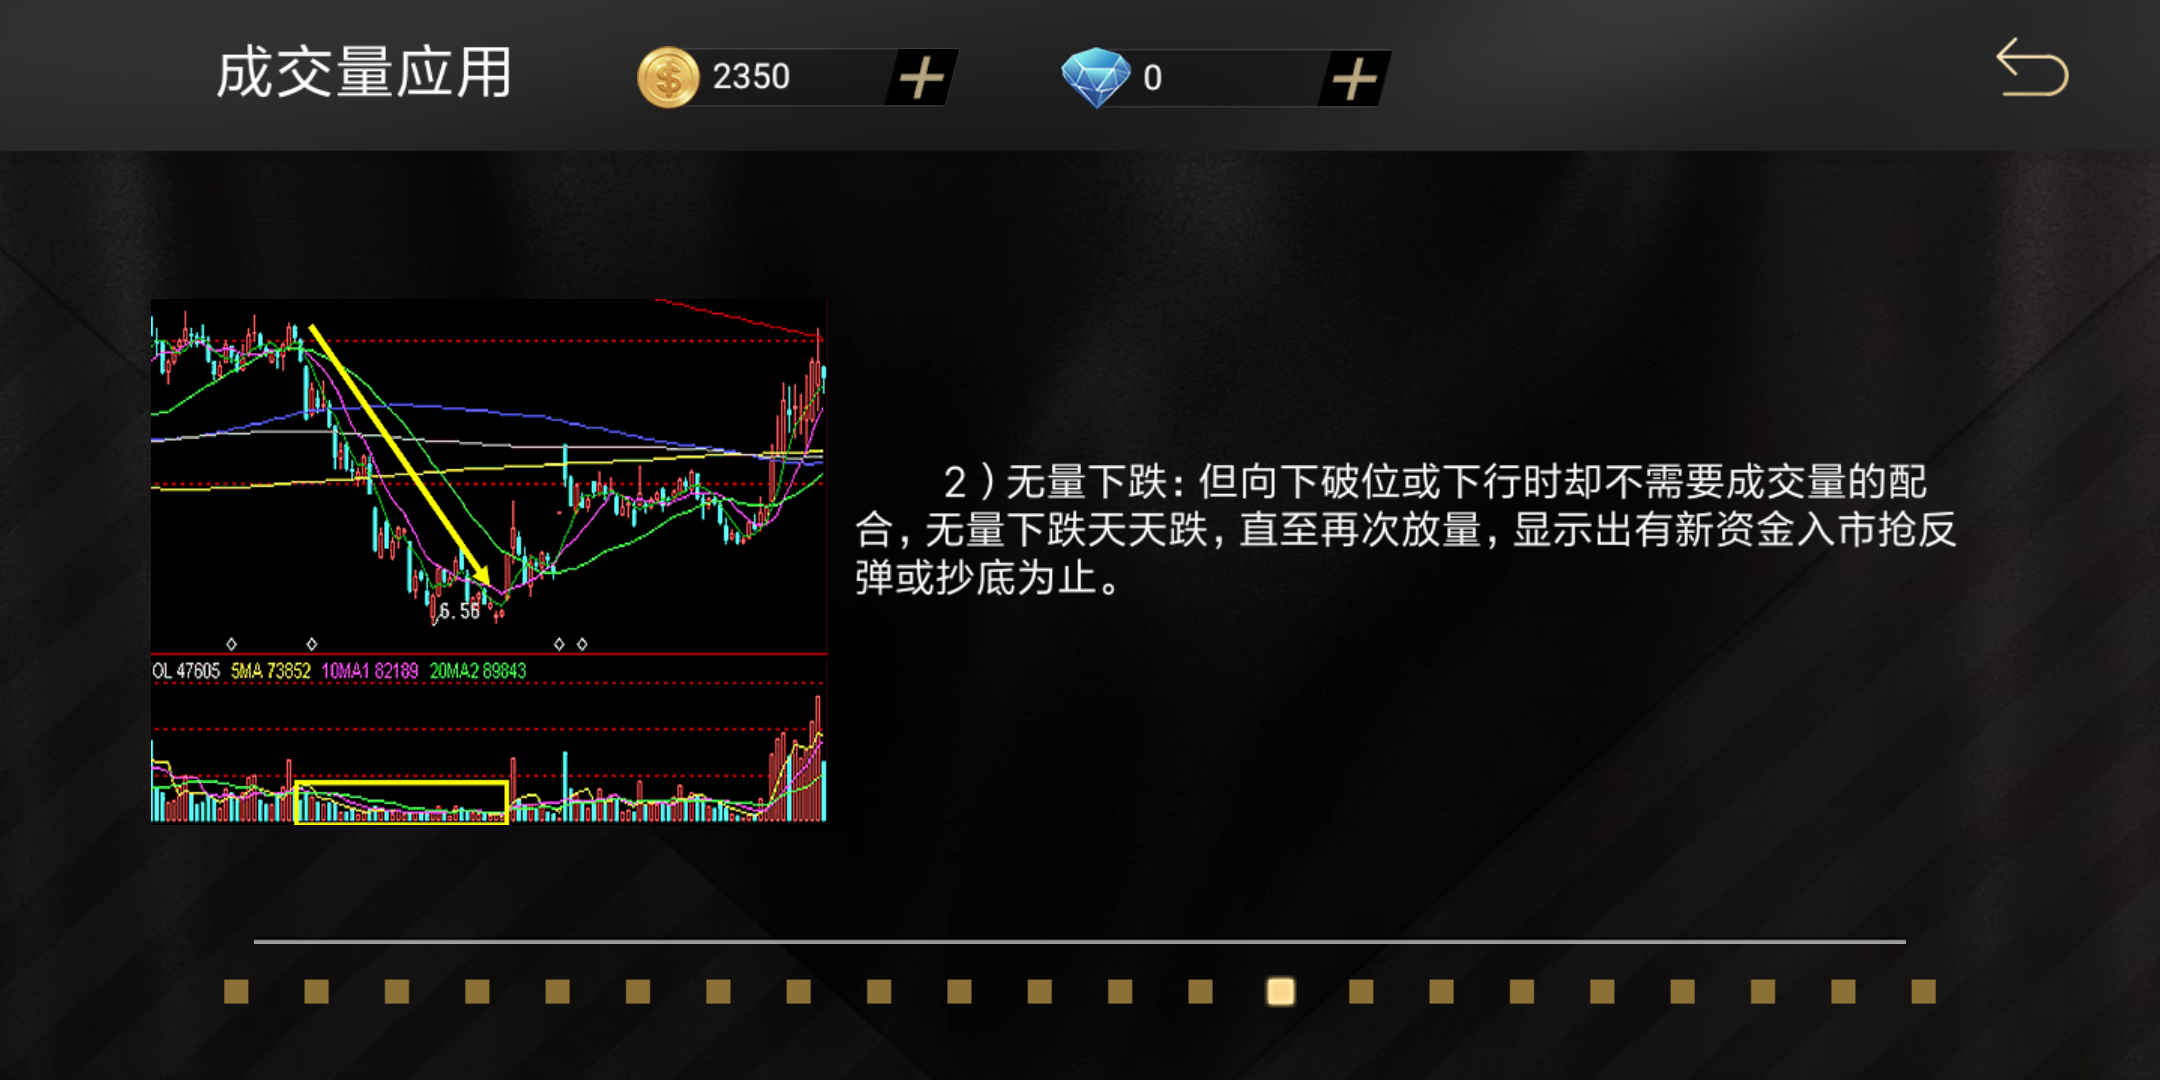 成交量应用
2350
0
2）无量下跌：但向下破位或下行时却不需要成交量的配
合，无量下跌天天跌，直至再次放量，显示出有新资金入市抢反
弹或抄底为止。
6.56
OL 47605 5MA 73852 10MA1 82189 20MA2 89843